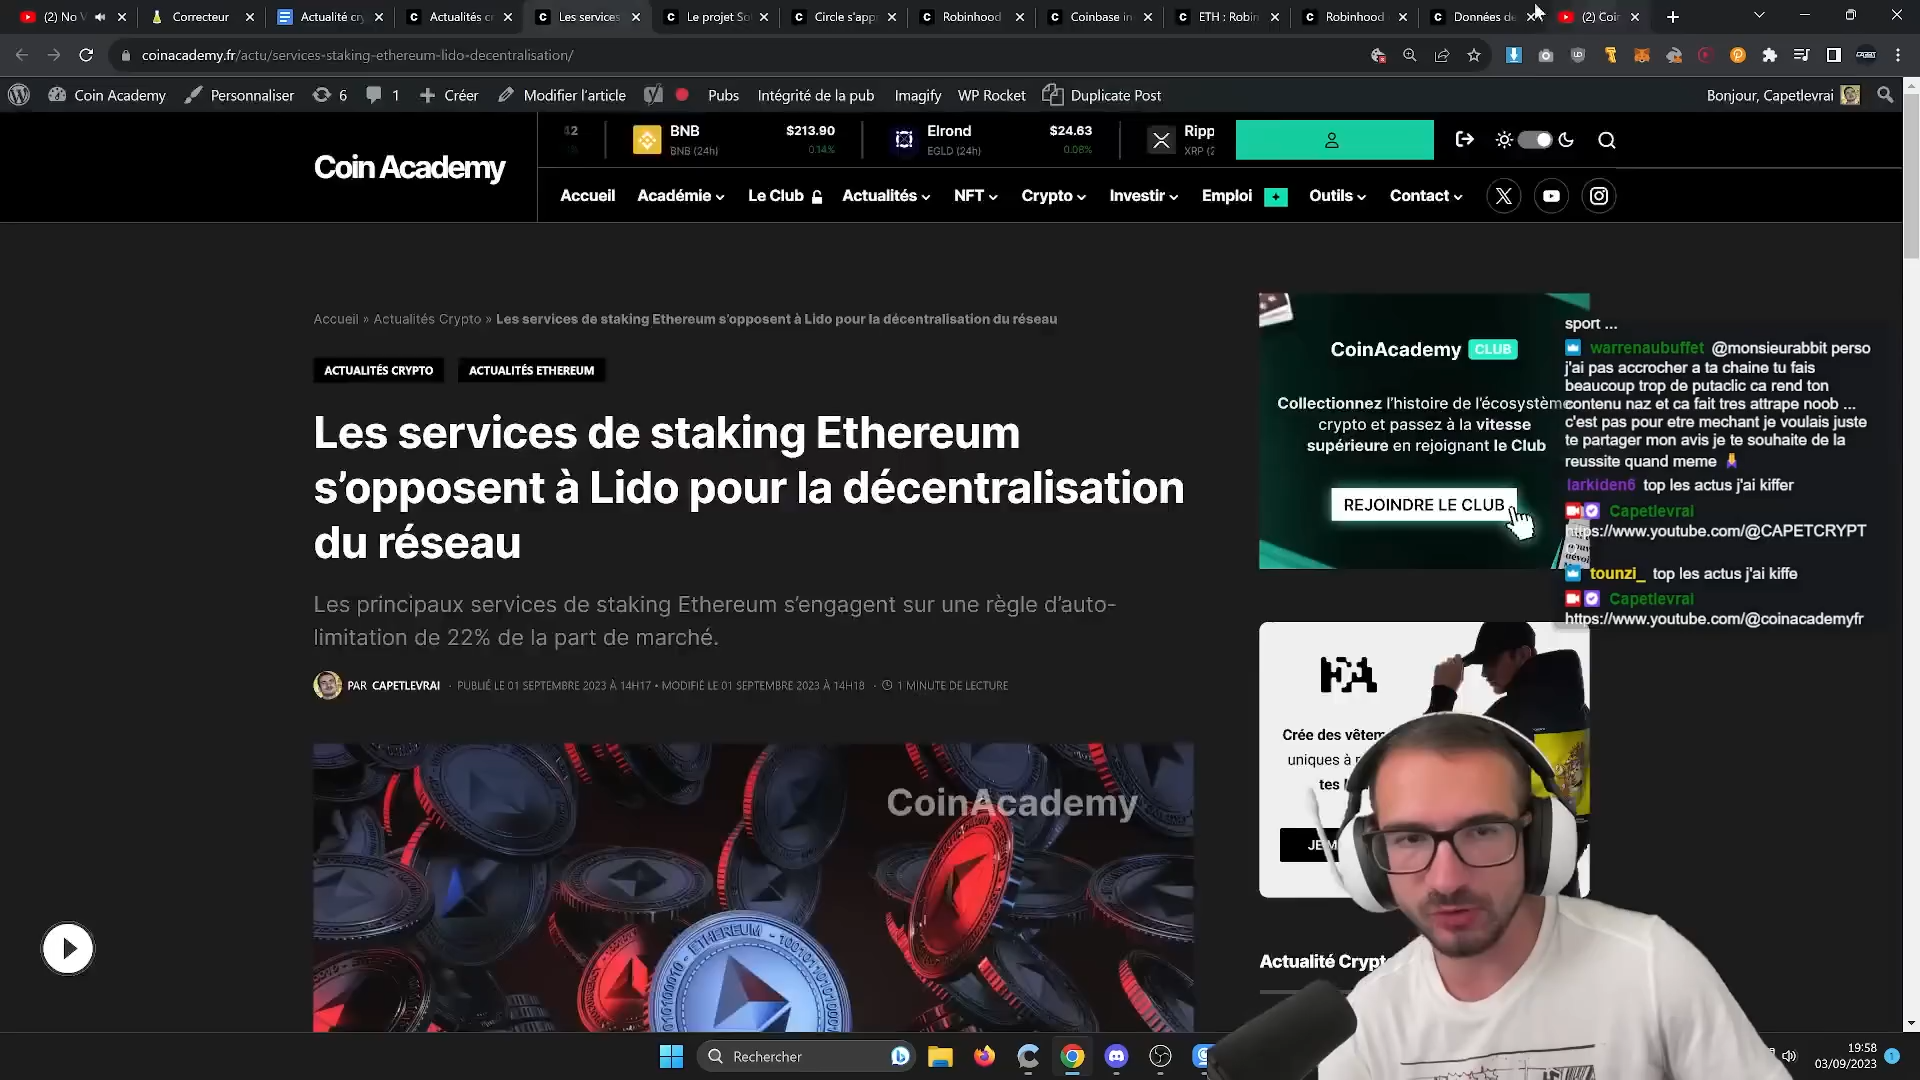 (2) No V
Correcteur
Actualité cr
Actualités c
Les services
Le projet So
Circle s'app
Robinhood
Coinbase in
ETH : Robin
Robinhood
Données de
(2) Coin
coinacademy.fr/actu/services-staking-ethereum-lido-decentralisation/
Coin Academy
Personnaliser
6
1
Créer
Modifier l'article
Pubs
Intégrité de la pub
Imagify
WP Rocket
Duplicate Post
Bonjour, Capetlevrai
Coin Academy
42
BNB
BNB (24h)
$213.90
0.14%
Elrond
EGLD (24h)
$24.63
0.08%
Ripp
XRP (2
Accueil
Académie
Le Club
Actualités
NFT
Crypto
Investir
Emploi
Outils
Contact
Accueil » Actualités Crypto » Les services de staking Ethereum s'opposent à Lido pour la décentralisation du réseau
ACTUALITÉS CRYPTO
ACTUALITÉS ETHEREUM
Les services de staking Ethereum
s'opposent à Lido pour la décentralisation
du réseau
Les principaux services de staking Ethereum s'engagent sur une règle d'auto-
limitation de 22% de la part de marché.
PAR CAPETLEVRAI · PUBLIÉ LE 01 SEPTEMBRE 2023 À 14H17 • MODIFIÉ LE 01 SEPTEMBRE 2023 À 14H18 · 1 MINUTE DE LECTURE
CoinAcademy
ETHEREUM
CoinAcademy CLUB
Collectionnez l'histoire de l'écosystème
crypto et passez à la vitesse
supérieure en rejoignant le Club
REJOINDRE LE CLUB
sport ...
warrenaubuffet @monsieurabbit perso
j'ai pas accrocher a ta chaine tu fais
beaucoup trop de putaclic ca rend ton
contenu naz et ca fait tres attrape noob ...
c'est pas pour etre mechant je voulais juste
te partager mon avis je te souhaite de la
reussite quand meme
larkiden6 top les actus j'ai kiffer
Capetlevrai
https://www.youtube.com/@CAPETCRYPT
tounzi_ top les actus j'ai kiffe
Capetlevrai
https://www.youtube.com/@coinacademyfr
Crée des vêtem
uniques à
tes
JE M
Actualité Crypt
Rechercher
19:58
03/09/2023
1